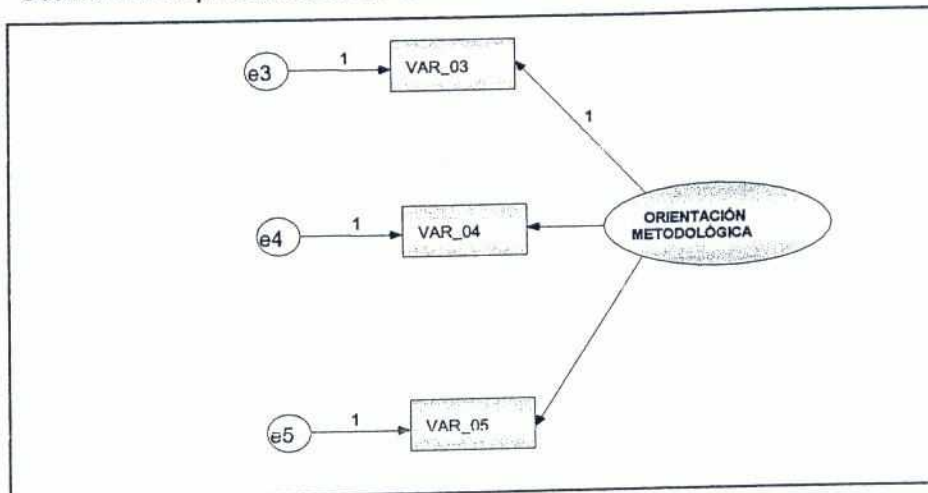 e3
1
VAR_03
1
e4
1
VAR_04
ORIENTACIÓN
METODOLÓGICA
e5
1
VAR_05